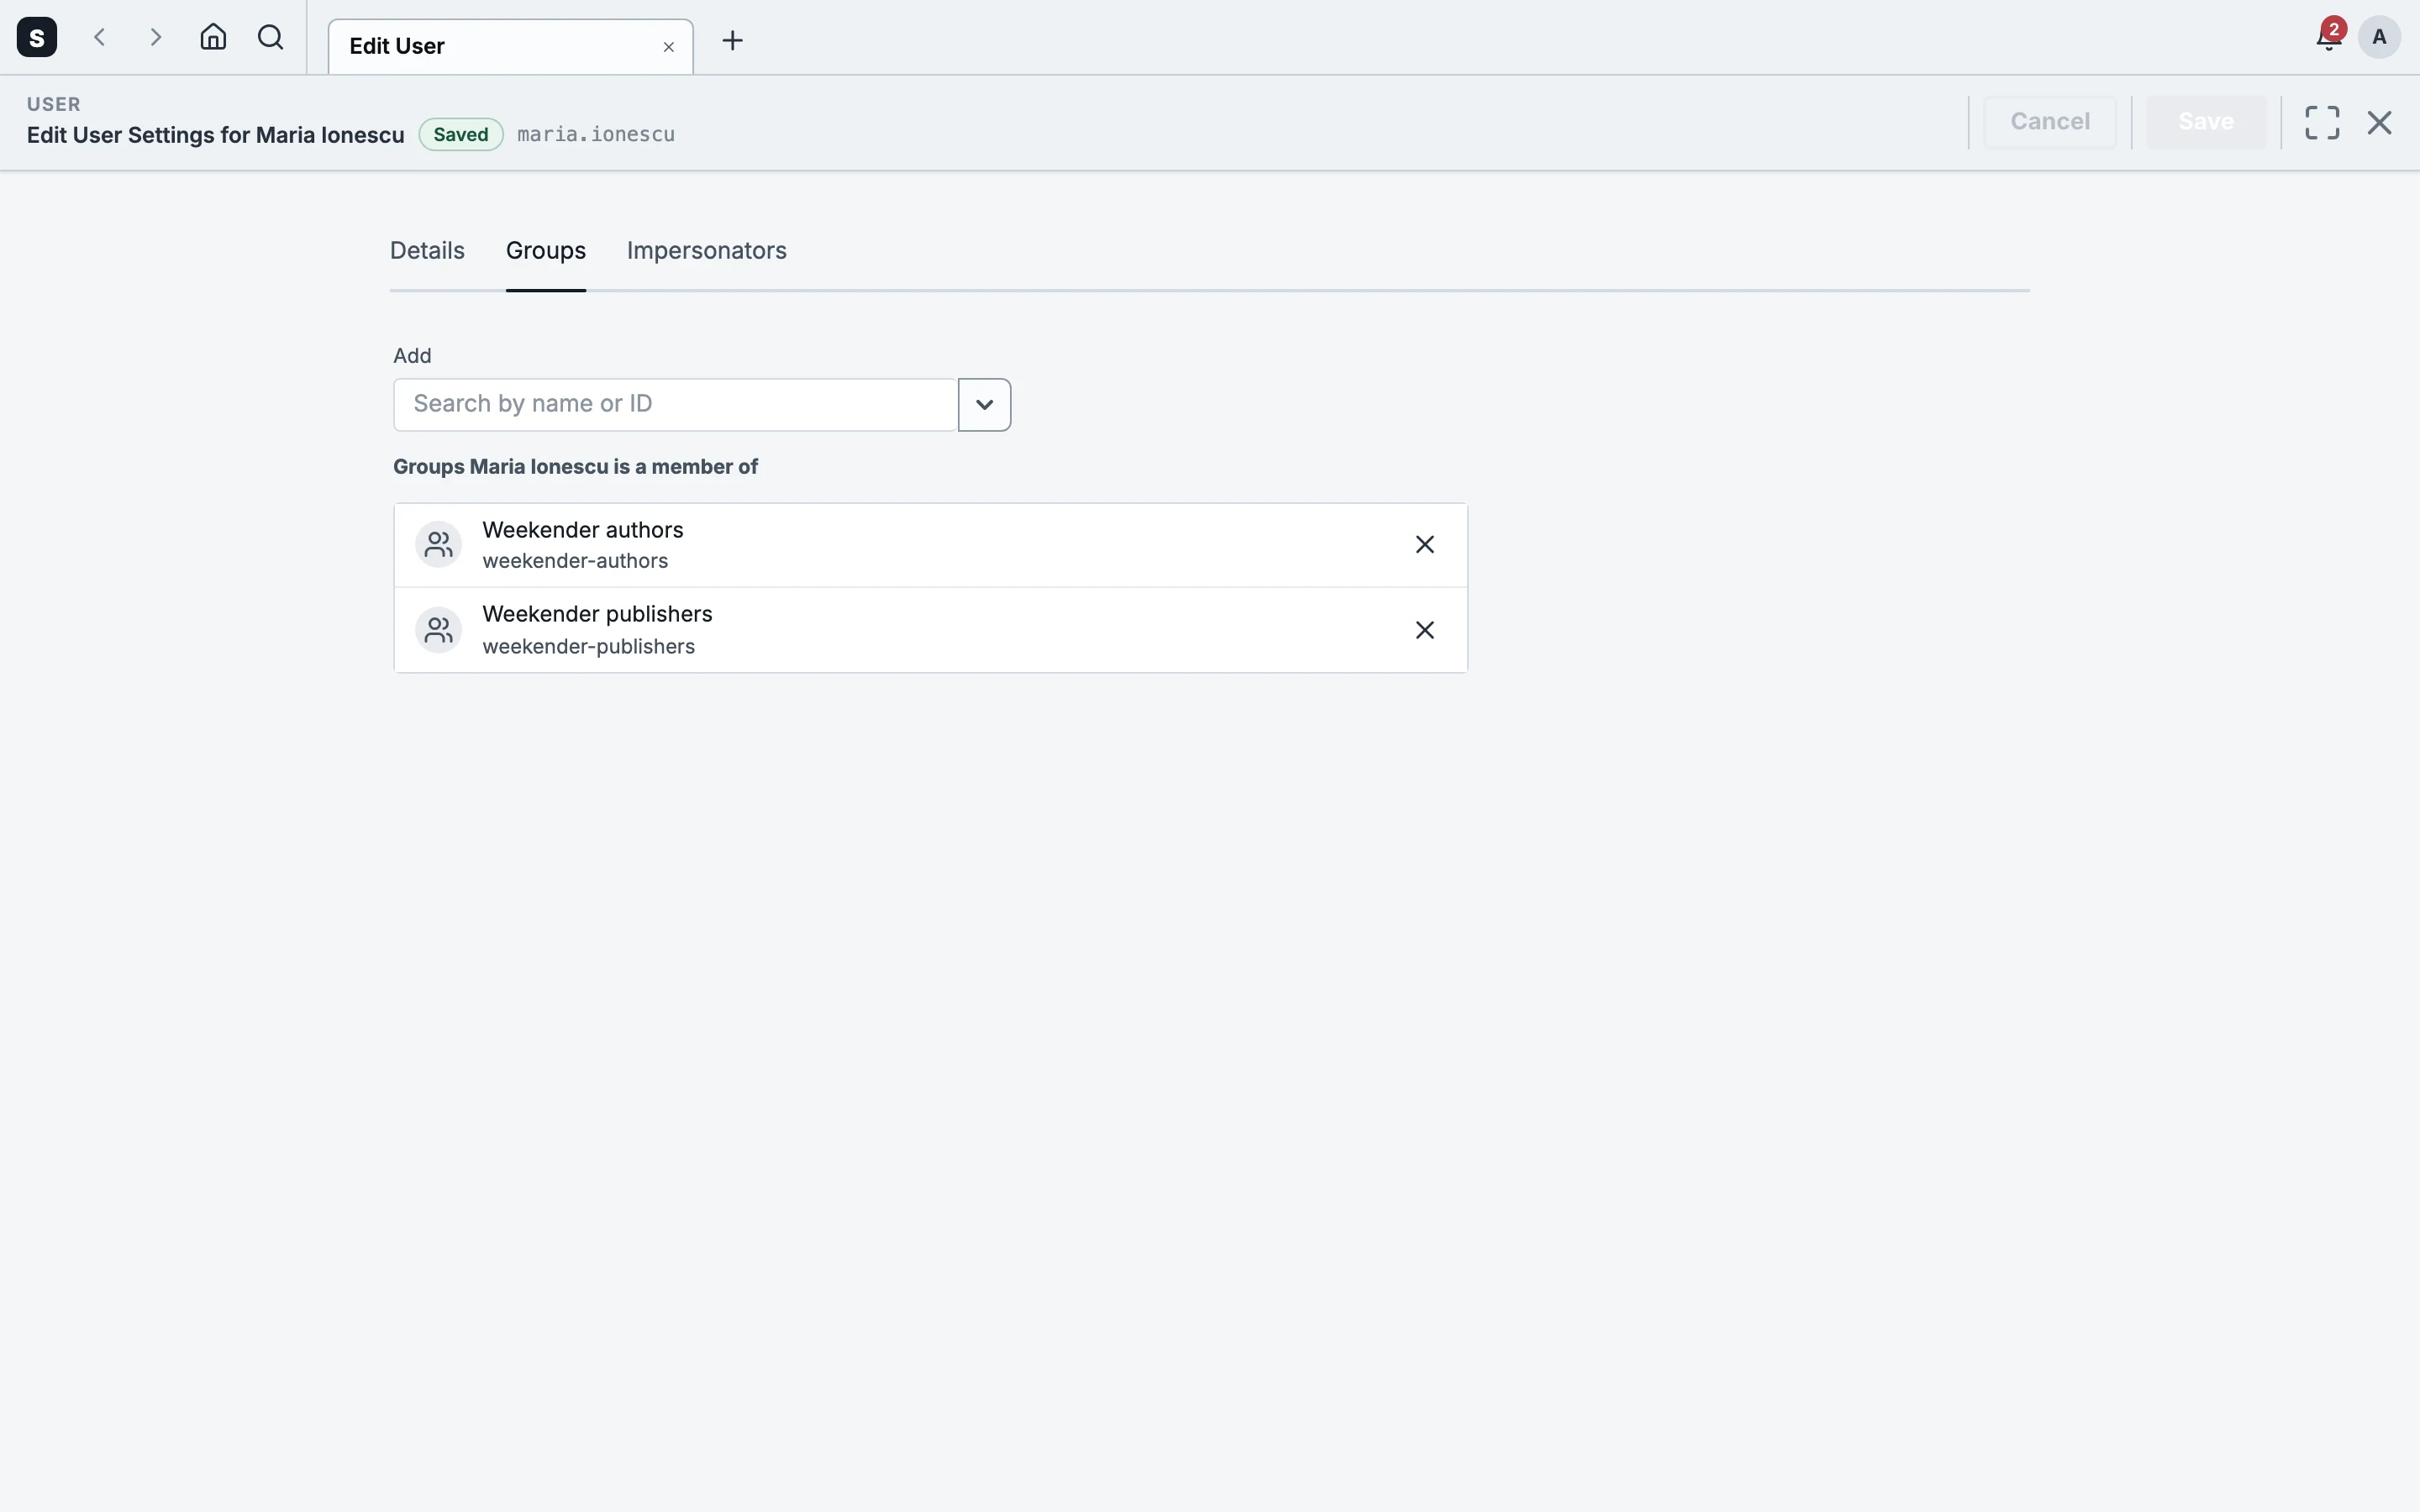 S
Edit User
2
A
USER
Edit User Settings for Maria Ionescu Saved maria.ionescu
Cancel
Save
Details Groups Impersonators
Add
Search by name or ID
Groups Maria Ionescu is a member of
Weekender authors
weekender-authors
Weekender publishers
weekender-publishers